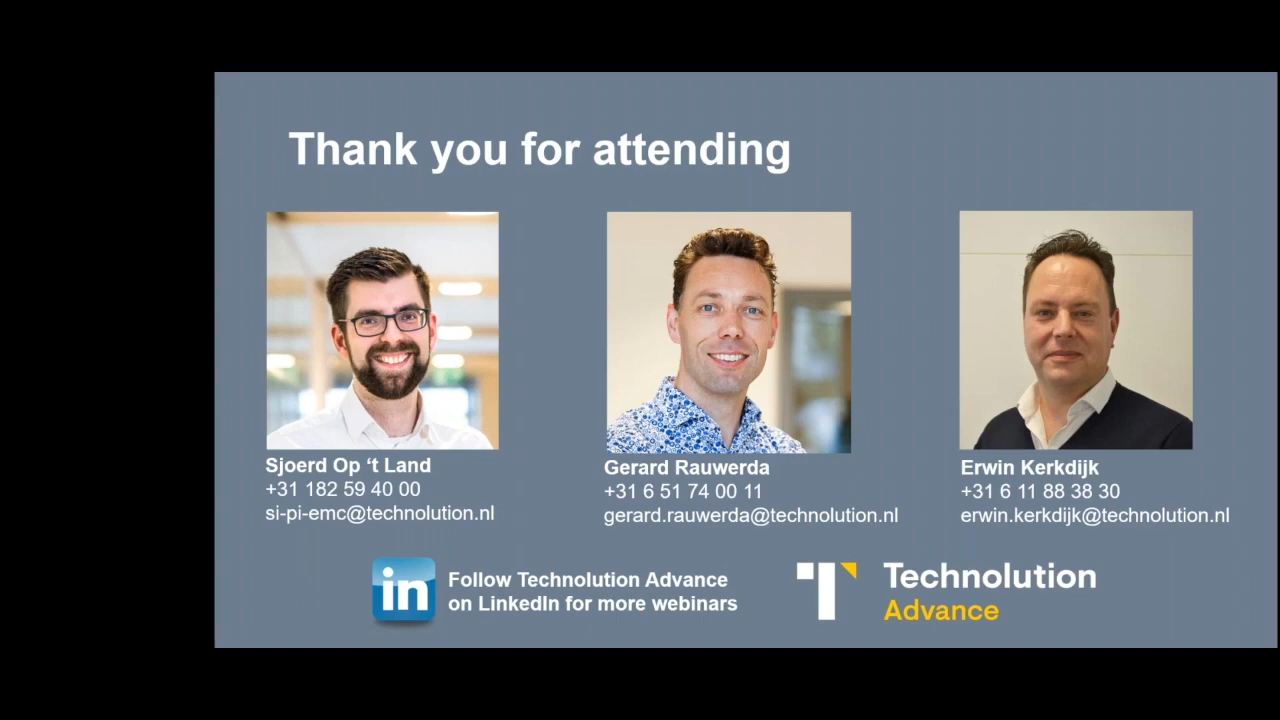 Thank you for attending
Sjoerd Op ‘t Land
+31 182 59 40 00
si-pi-emc@technolution.nl
Gerard Rauwerda
+31 6 51 74 00 11
gerard.rauwerda@technolution.nl
Erwin Kerkdijk
+31 6 11 88 38 30
erwin.kerkdijk@technolution.nl
in
Follow Technolution Advance
on LinkedIn for more webinars
Technolution
Advance